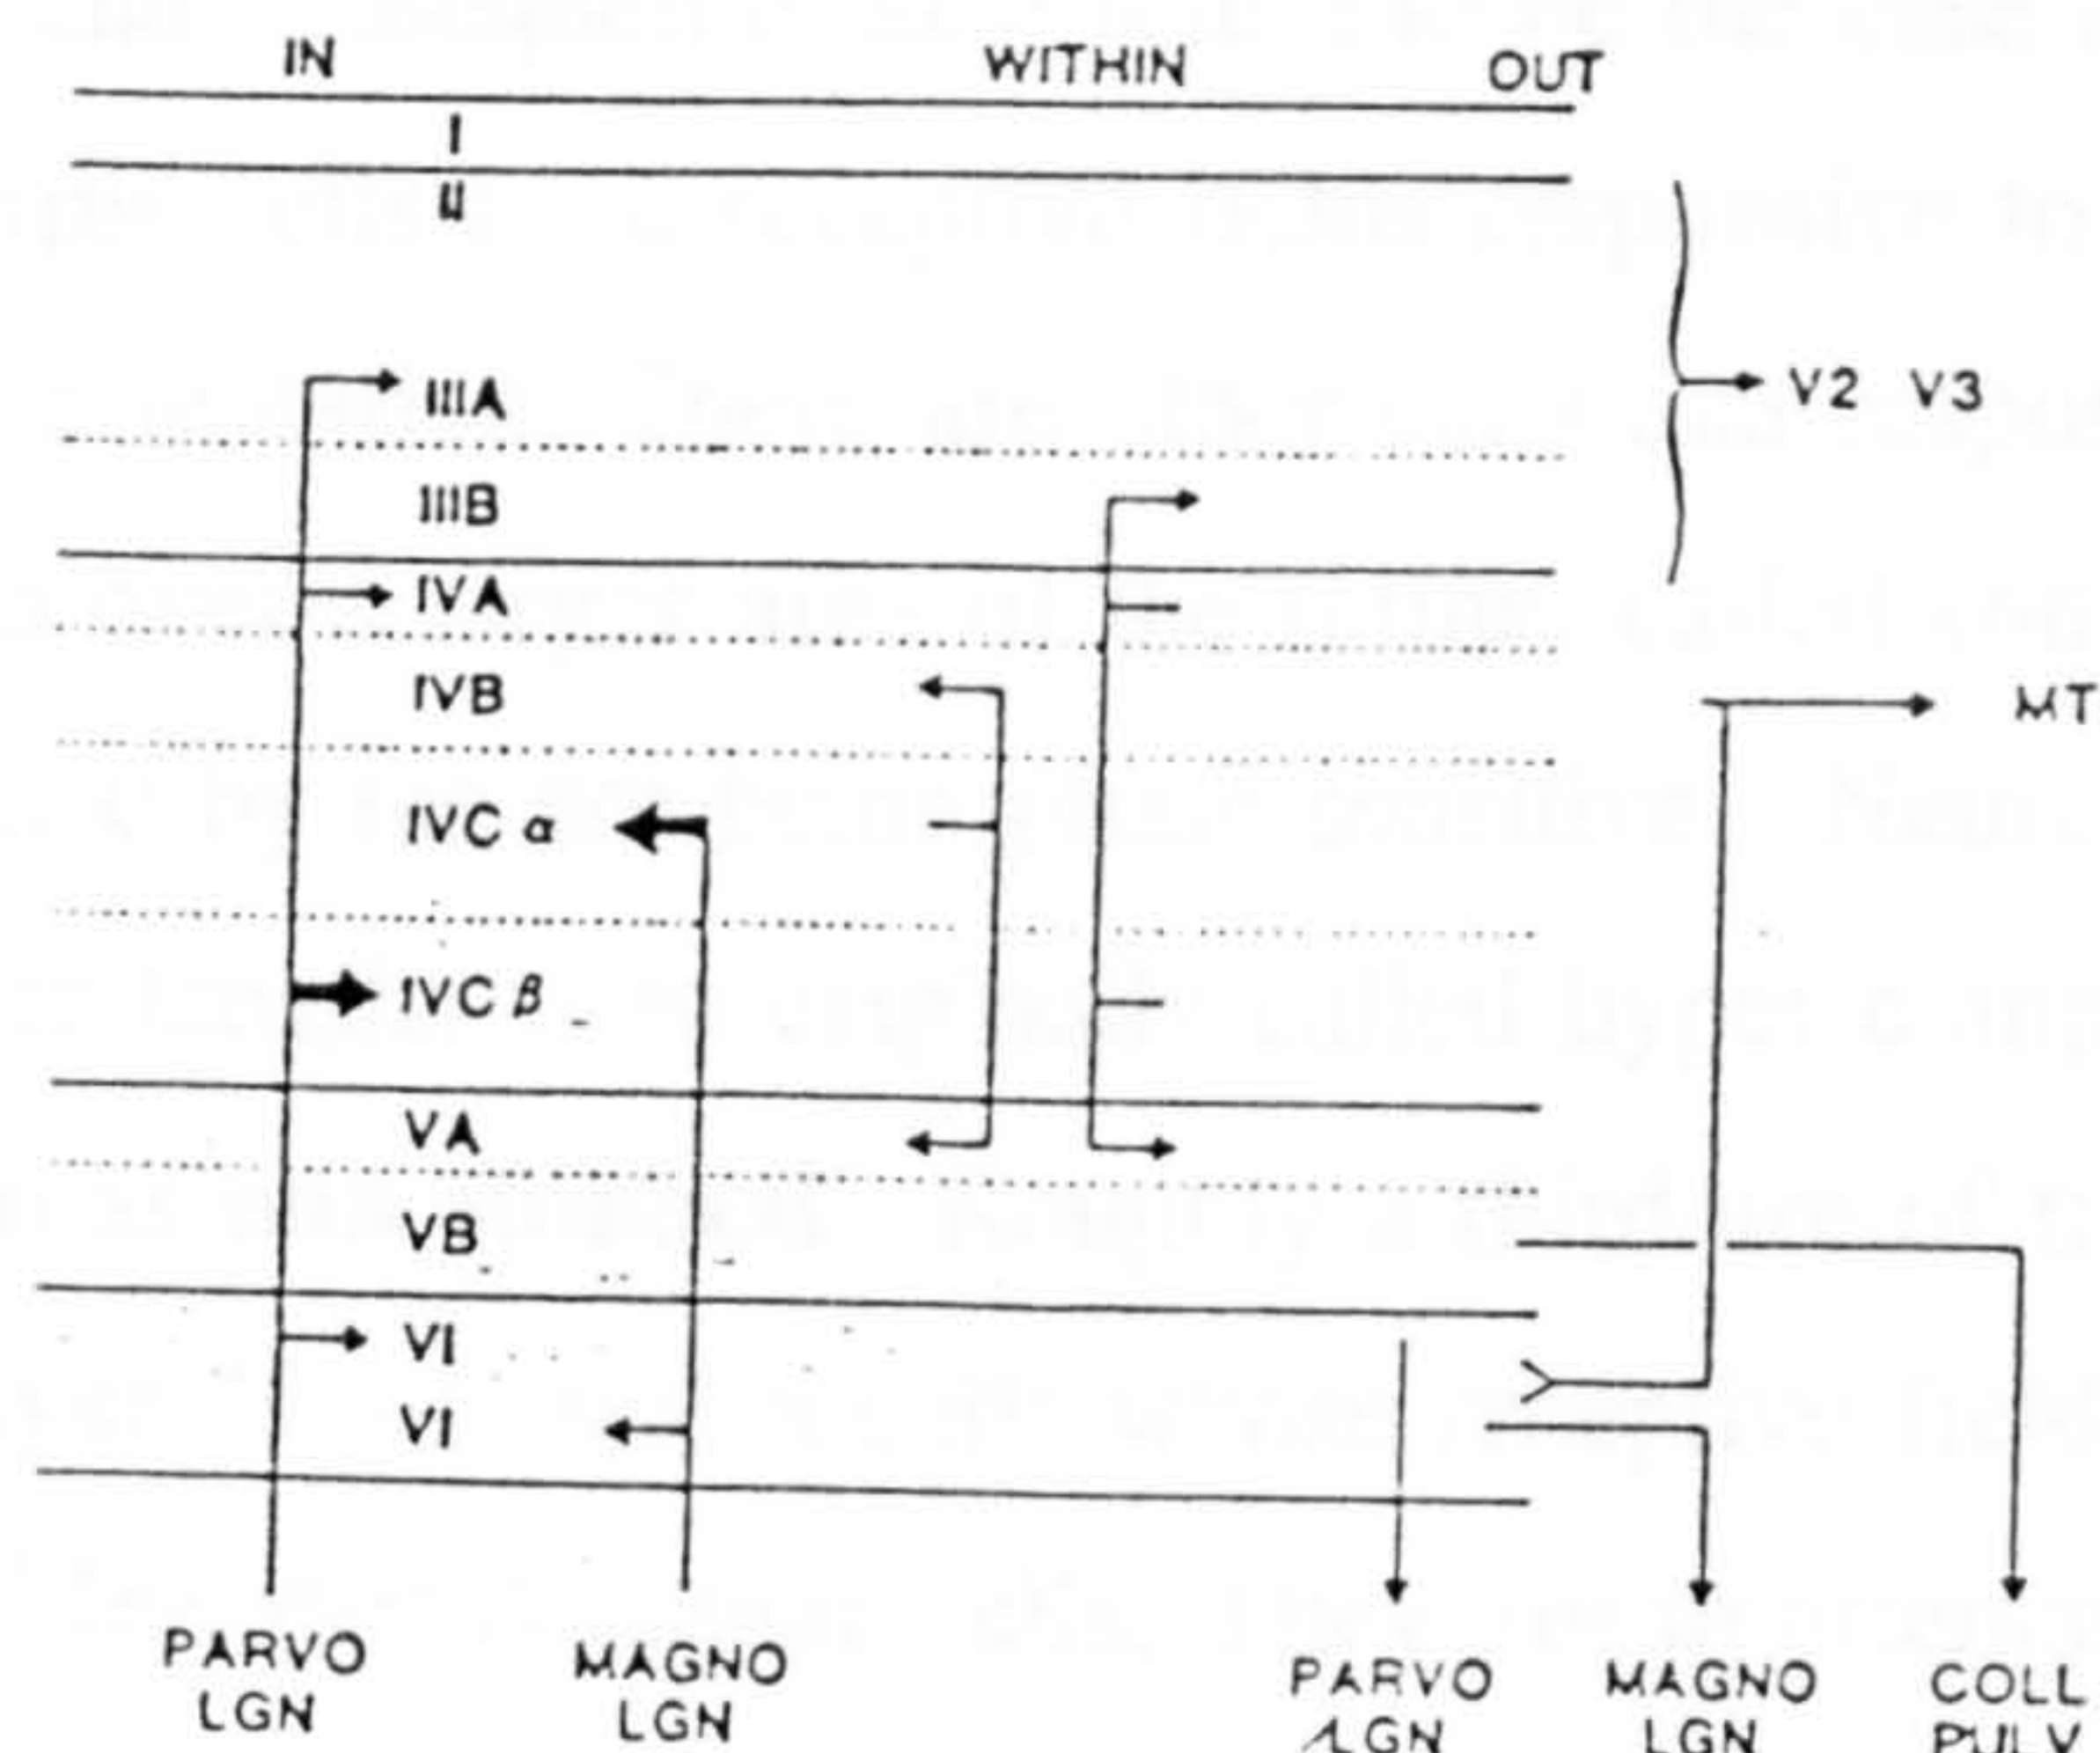 IN WITHIN OUT
I
II
IIIA
V2 V3
IIIB
IVA
IVB
MT
IVC α
IVC β
VA
VB
VI
VI
PARVO LGN
MAGNO LGN
PARVO LGN
MAGNO LGN
COLL PULV